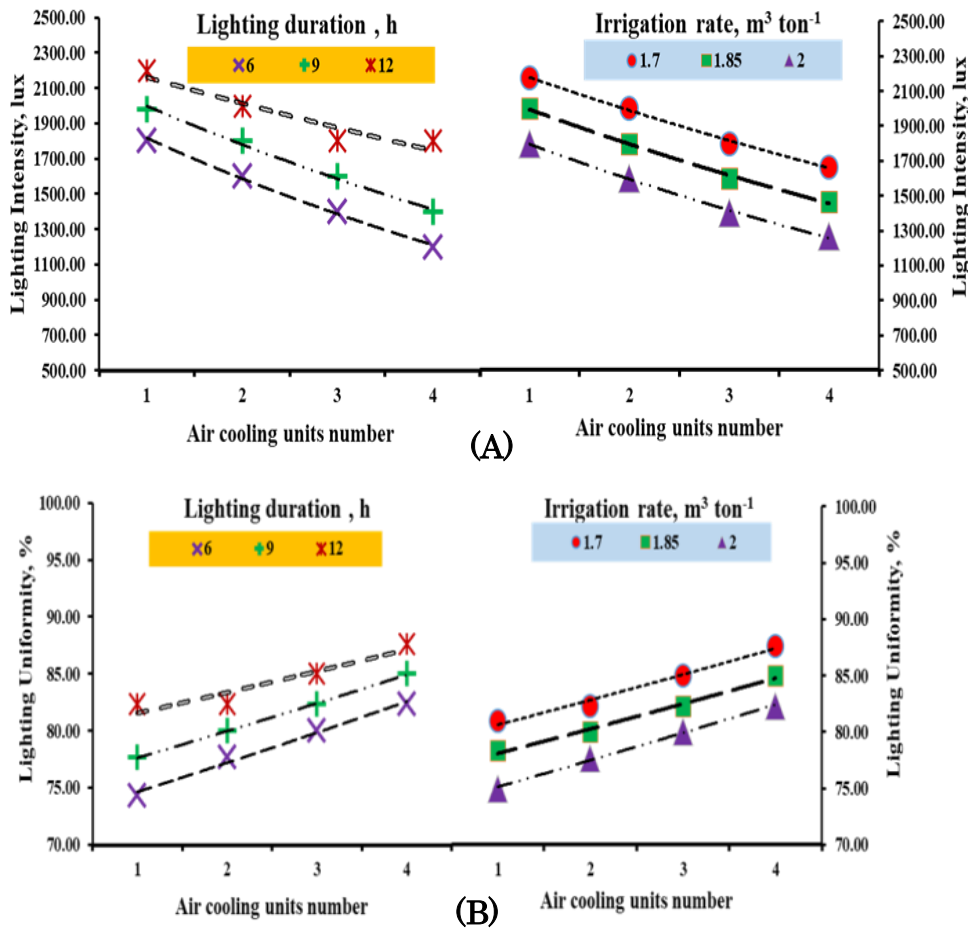 Lighting duration , h
6 9 12
Lighting Intensity, lux
2500.00
2300.00
2100.00
1900.00
1700.00
1500.00
1300.00
1100.00
900.00
700.00
500.00
1 2 3 4
Air cooling units number
Irrigation rate, m³ ton⁻¹
1.7 1.85 2
2500.00
2300.00
2100.00
1900.00
1700.00
1500.00
1300.00
1100.00
900.00
700.00
500.00
Lighting Intensity, lux
1 2 3 4
Air cooling units number
(A)
Lighting duration , h
6 9 12
Lighting Uniformity, %
100.00
95.00
90.00
85.00
80.00
75.00
70.00
1 2 3 4
Air cooling units number
Irrigation rate, m³ ton⁻¹
1.7 1.85 2
100.00
95.00
90.00
85.00
80.00
75.00
70.00
Lighting Uniformity, %
1 2 3 4
Air cooling units number
(B)